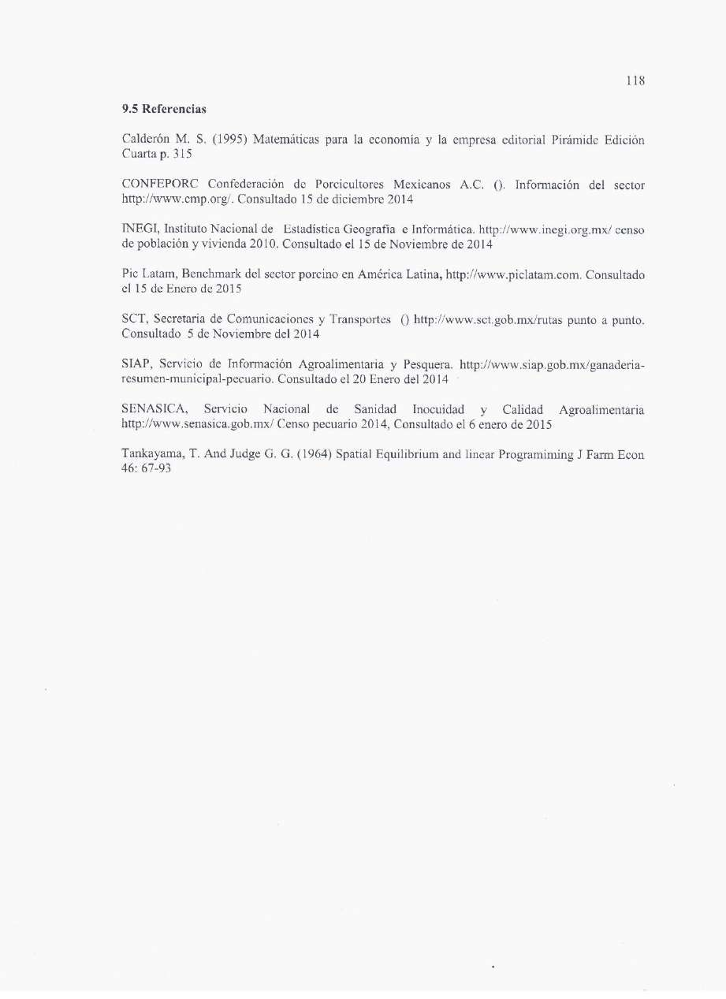 118
9.5 Referencias
Calderón M. S. (1995) Matemáticas para la economía y la empresa editorial Pirámide Edición
Cuarta p. 315
CONFEPORC Confederación de Porcicultores Mexicanos A.C. (). Información del sector
http://www.cmp.org/. Consultado 15 de diciembre 2014
INEGI, Instituto Nacional de Estadística Geografía e Informática. http://www.inegi.org.mx/ censo
de población y vivienda 2010. Consultado el 15 de Noviembre de 2014
Pic Latam, Benchmark del sector porcino en América Latina, http://www.piclatam.com. Consultado
el 15 de Enero de 2015
SCT, Secretaria de Comunicaciones y Transportes () http://www.sct.gob.mx/rutas punto a punto.
Consultado 5 de Noviembre del 2014
SIAP, Servicio de Información Agroalimentaria y Pesquera. http://www.siap.gob.mx/ganaderia-
resumen-municipal-pecuario. Consultado el 20 Enero del 2014
SENASICA, Servicio Nacional de Sanidad Inocuidad y Calidad Agroalimentaria
http://www.senasica.gob.mx/ Censo pecuario 2014, Consultado el 6 enero de 2015
Tankayama, T. And Judge G. G. (1964) Spatial Equilibrium and linear Programiming J Farm Econ
46: 67-93